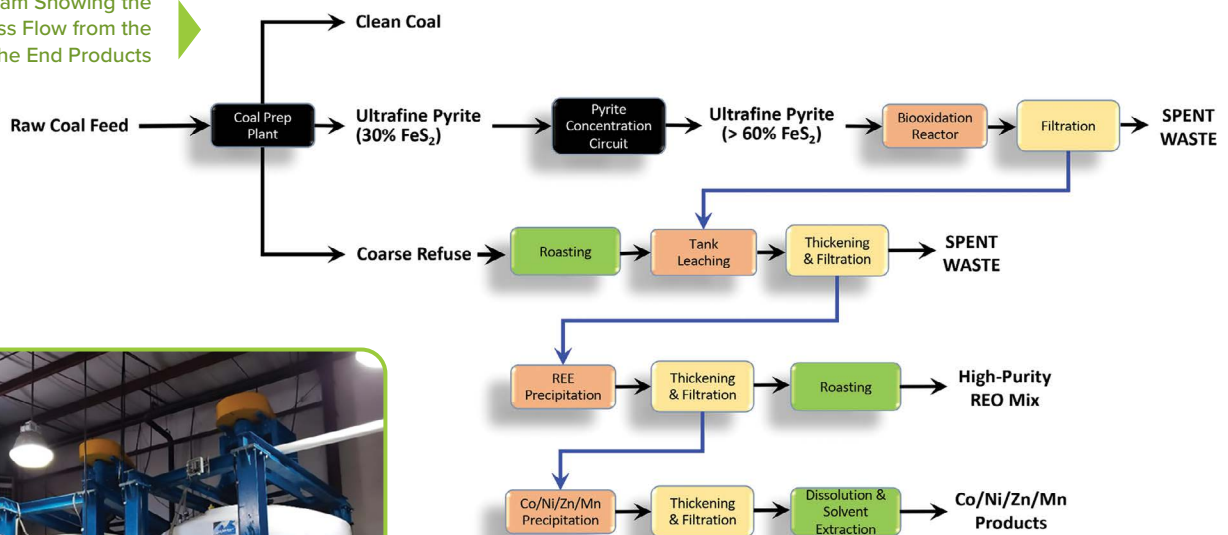 am Showing the
ss Flow from the
he End Products
Clean Coal
Raw Coal Feed
Coal Prep
Plant
Ultrafine Pyrite
(30% FeS₂)
Pyrite
Concentration
Circuit
Ultrafine Pyrite
(> 60% FeS₂)
Biooxidation
Reactor
Filtration
SPENT
WASTE
Coarse Refuse
Roasting
Tank
Leaching
Thickening
& Filtration
SPENT
WASTE
REE
Precipitation
Thickening
& Filtration
Roasting
High-Purity
REO Mix
Co/Ni/Zn/Mn
Precipitation
Thickening
& Filtration
Dissolution &
Solvent
Extraction
Co/Ni/Zn/Mn
Products